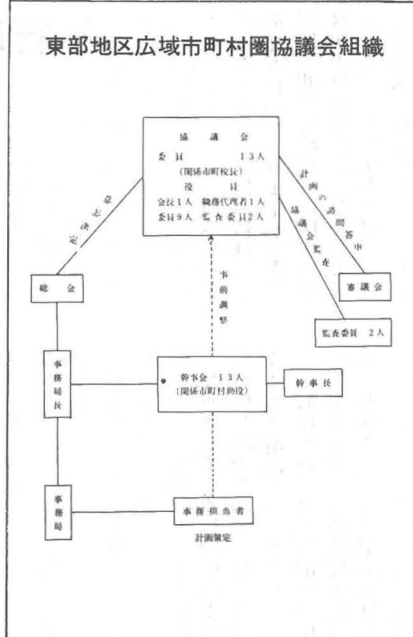 東部地区広域市町村圏協議会組織
協議会
委員 13人
(関係市町村長)
役員
会長1人 職務代理者1人
委員9人 監査委員2人
計画の諮問
協議会監査
総会
審議会
監査委員 2人
事前調整
事務局長
幹事会 13人
(関係市町村助役)
幹事長
事務局
事務担当者
計画策定